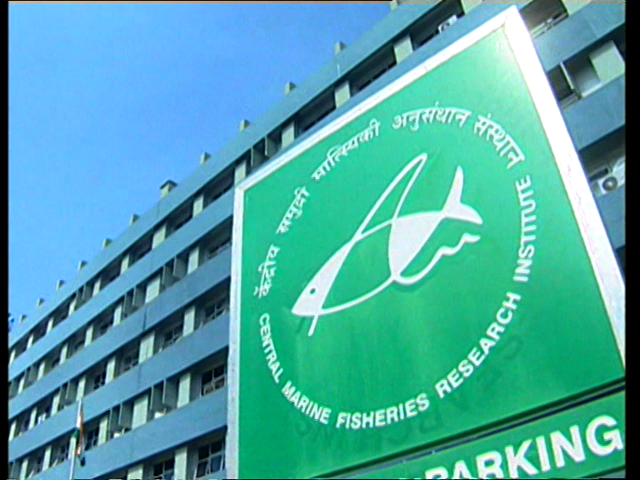 केंद्रीय समुद्री मात्स्यिकी अनुसंधान संस्थान
CENTRAL MARINE FISHERIES RESEARCH INSTITUTE
PARKING